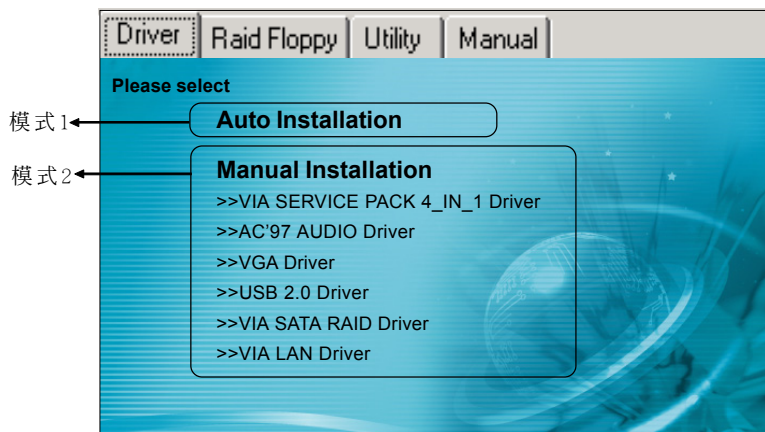 Driver Raid Floppy Utility Manual
Please select
模式1 Auto Installation
模式2 Manual Installation
>>VIA SERVICE PACK 4_IN_1 Driver
>>AC'97 AUDIO Driver
>>VGA Driver
>>USB 2.0 Driver
>>VIA SATA RAID Driver
>>VIA LAN Driver